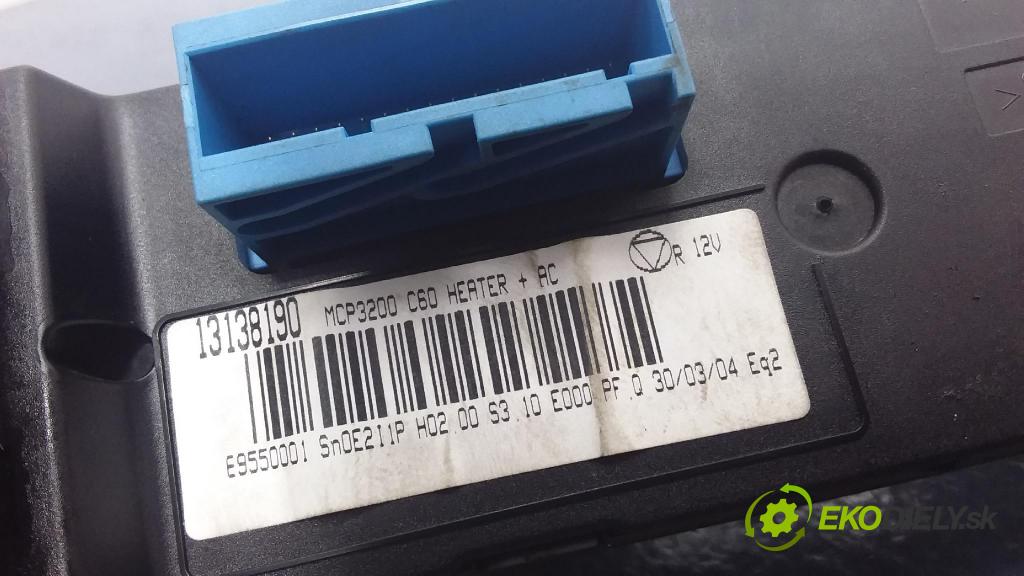 13138190 MCP3200 C60 HEATER + AC R 12V
E9550001 SnOE211P H02 00 S3 10 E000 PF Q 30/03/04 Eq2
EKODIELY.sk